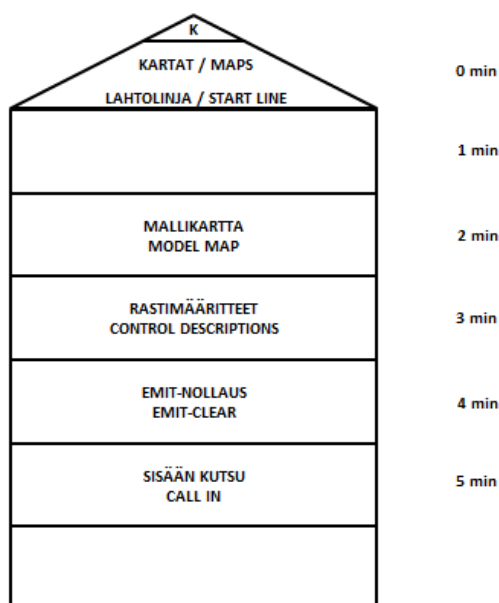 K
KARTAT / MAPS
0 min
LAHTOLINJA / START LINE
1 min
MALLIKARTTA
MODEL MAP
2 min
RASTIMÄÄRITTEET
CONTROL DESCRIPTIONS
3 min
EMIT-NOLLAUS
EMIT-CLEAR
4 min
SISÄÄN KUTSU
CALL IN
5 min